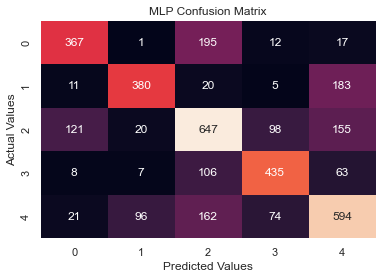 MLP Confusion Matrix
0 367 1 195 12 17
1 11 380 20 5 183
2 121 20 647 98 155
3 8 7 106 435 63
4 21 96 162 74 594
0 1 2 3 4
Actual Values
Predicted Values